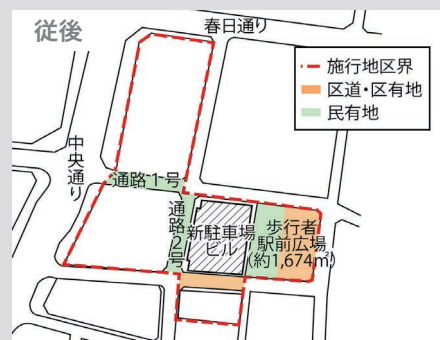 従後
春日通り
施行地区界
区道・区有地
民有地
中央通り
通路1号
通路2号
新駐車場
ビル
歩行者
駅前広場
(約1,674㎡)